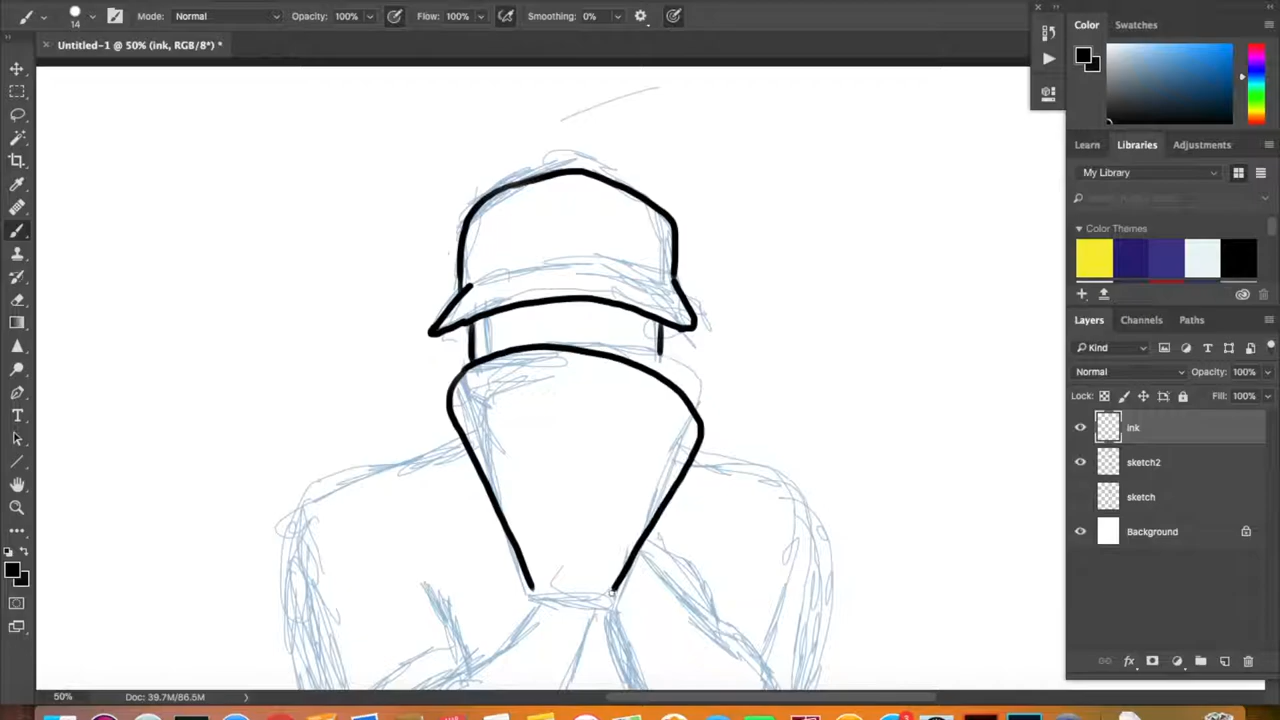 14 Mode: Normal Opacity: 100% Flow: 100% Smoothing: 0%
Untitled-1 @ 50% (ink, RGB/8*) *
Color Swatches
Learn Libraries Adjustments
My Library
Color Themes
Layers Channels Paths
Kind
Normal Opacity: 100%
Lock: Fill: 100%
ink
sketch2
sketch
Background
fx
50% Doc: 39.7M/86.5M